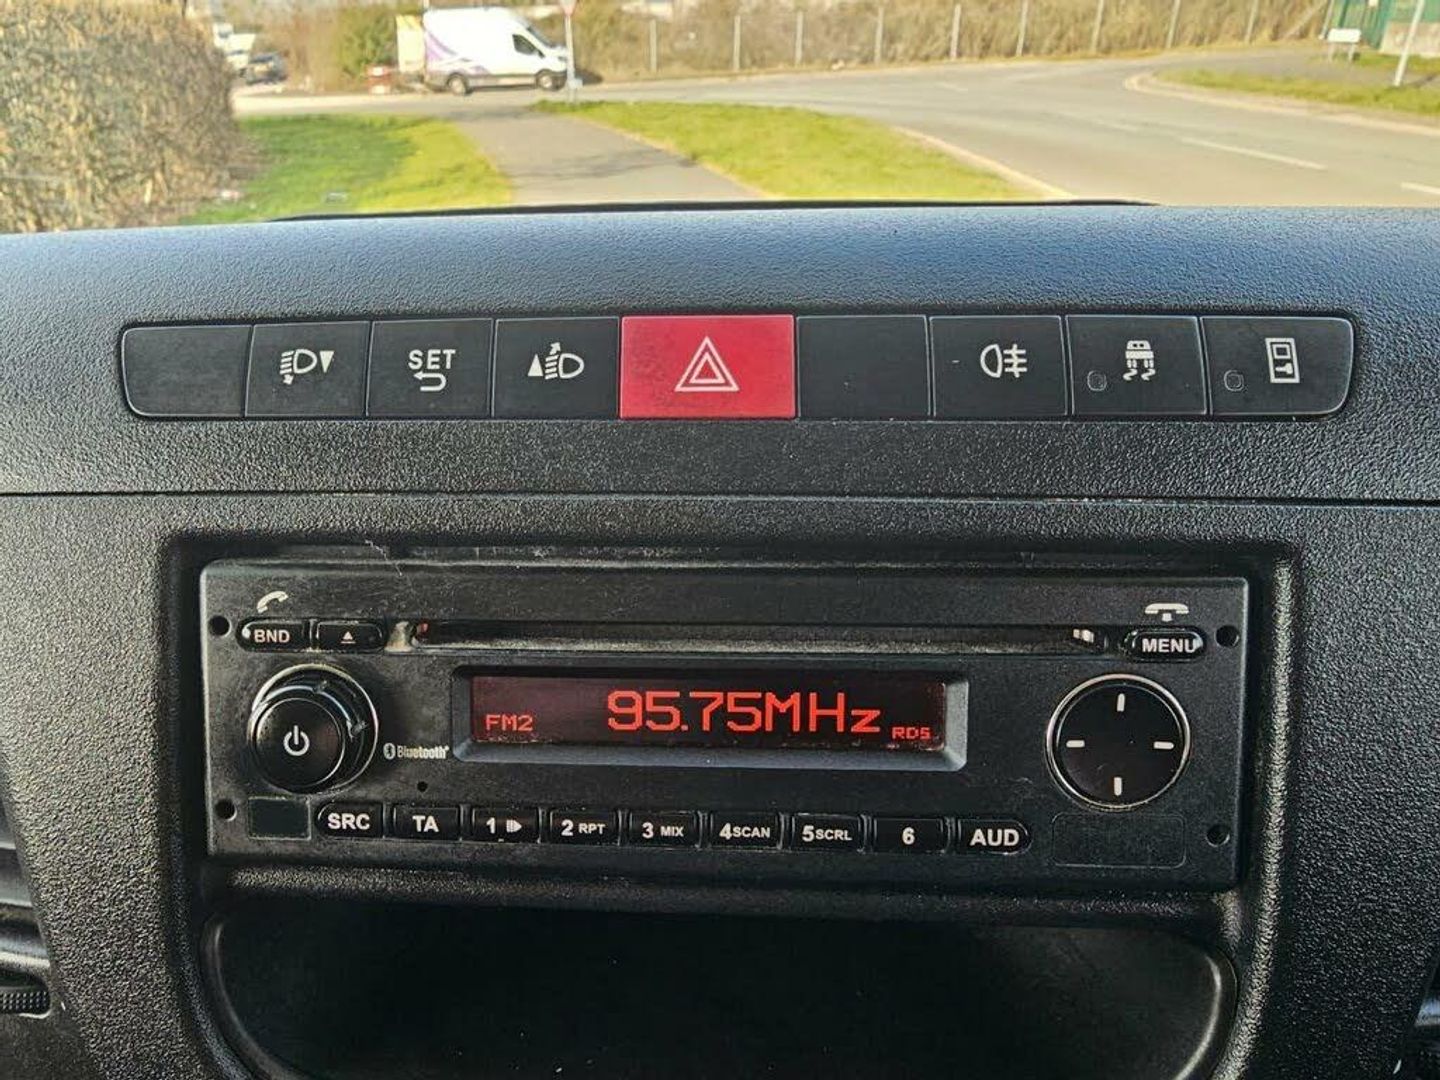 SET
BND
MENU
FM2 95.75MHz RDS
Bluetooth
SRC TA 1 2 RPT 3 MIX 4SCAN 5SCRL 6 AUD